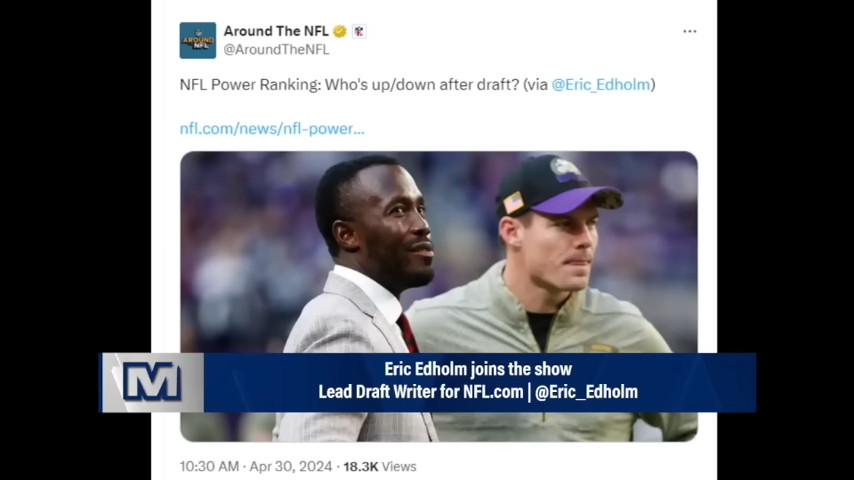 Around The NFL
@AroundTheNFL
AROUND
NFL
NFL Power Ranking: Who's up/down after draft? (via @Eric_Edholm)
nfl.com/news/nfl-power...
M
Eric Edholm joins the show
Lead Draft Writer for NFL.com | @Eric_Edholm
10:30 AM · Apr 30, 2024 · 18.3K Views